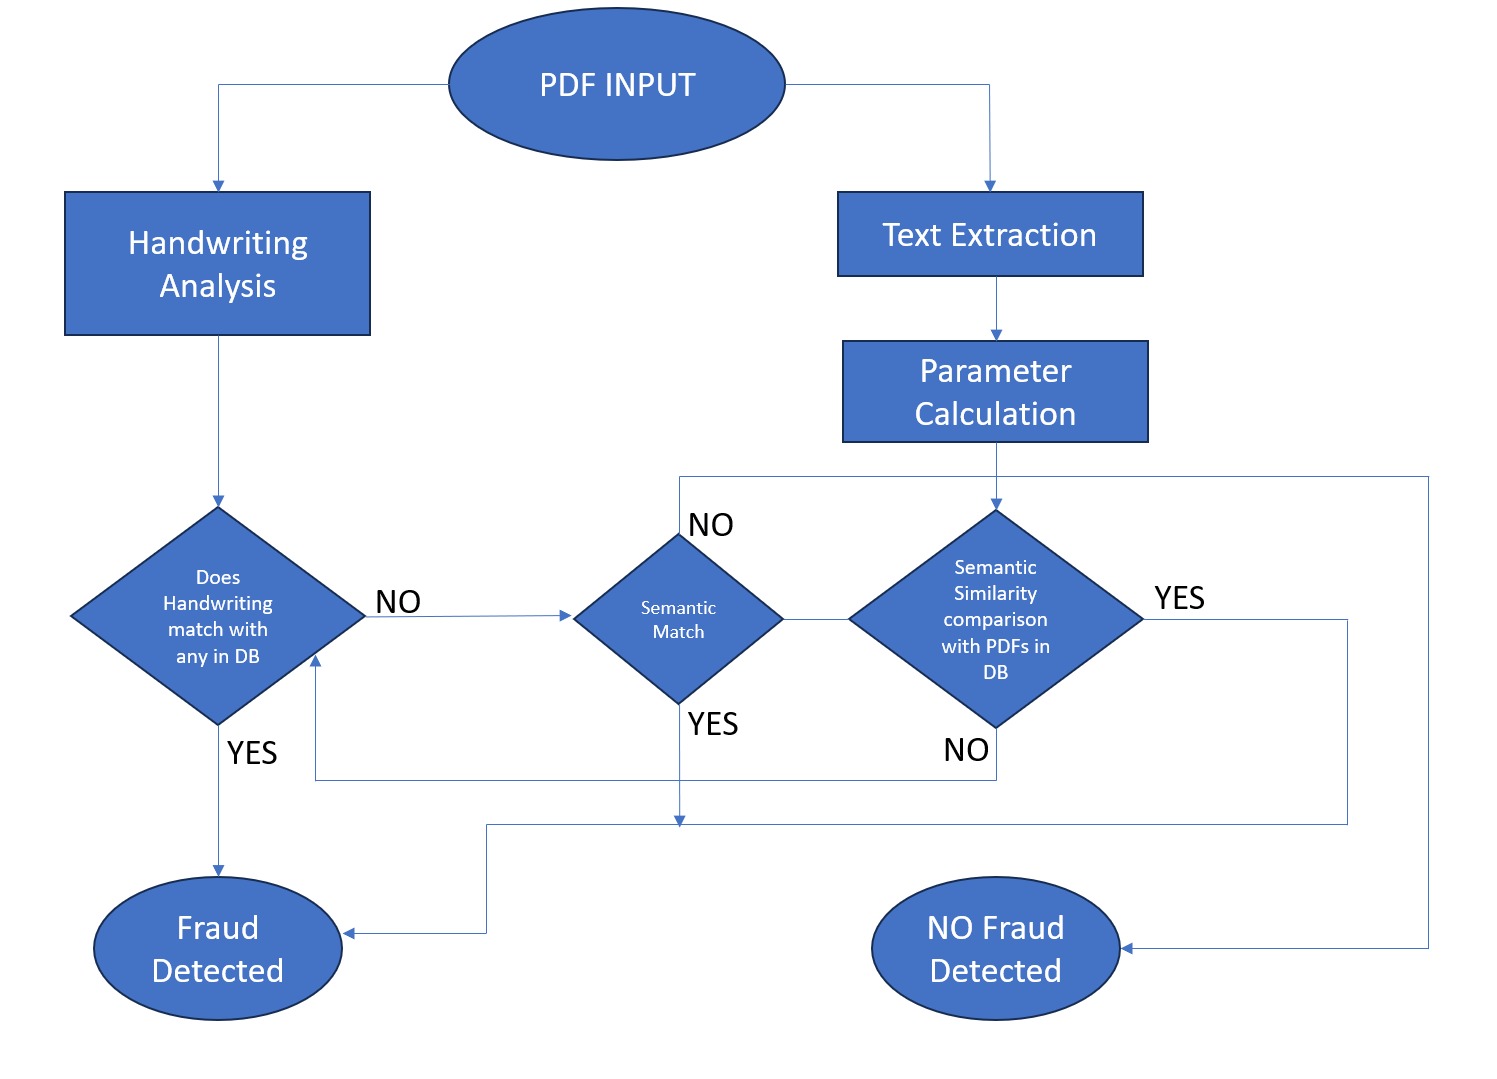 PDF INPUT
Handwriting
Analysis
Text Extraction
Parameter
Calculation
Does
Handwriting
match with
any in DB
NO
YES
NO
Semantic
Match
YES
Semantic
Similarity
comparison
with PDFs in
DB
YES
NO
Fraud
Detected
NO Fraud
Detected